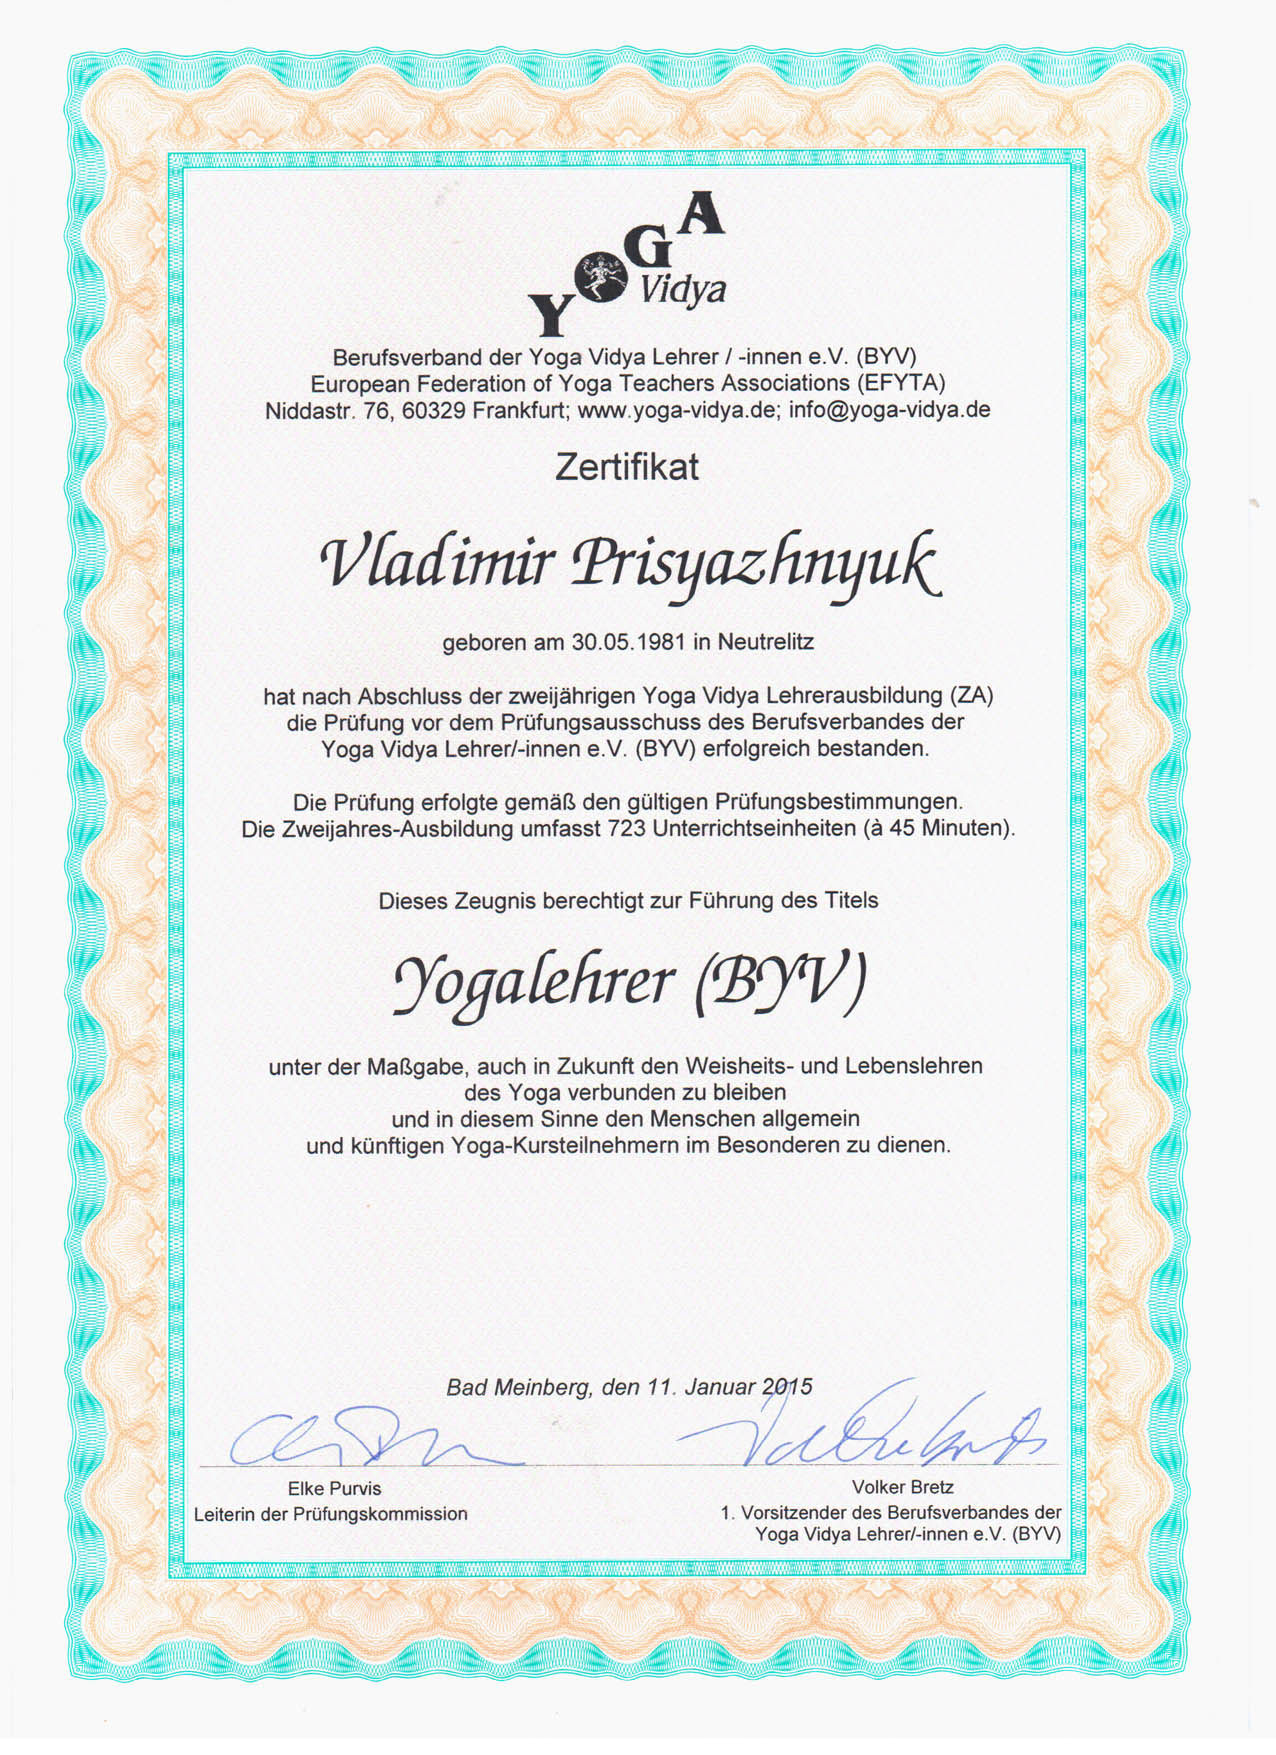 YOGA
Vidya
Berufsverband der Yoga Vidya Lehrer / -innen e.V. (BYV)
European Federation of Yoga Teachers Associations (EFYTA)
Niddastr. 76, 60329 Frankfurt; www.yoga-vidya.de; info@yoga-vidya.de
Zertifikat
Vladimir Prisyazhnyuk
geboren am 30.05.1981 in Neutrelitz
hat nach Abschluss der zweijährigen Yoga Vidya Lehrerausbildung (ZA)
die Prüfung vor dem Prüfungsausschuss des Berufsverbandes der
Yoga Vidya Lehrer/-innen e.V. (BYV) erfolgreich bestanden.
Die Prüfung erfolgte gemäß den gültigen Prüfungsbestimmungen.
Die Zweijahres-Ausbildung umfasst 723 Unterrichtseinheiten (à 45 Minuten).
Dieses Zeugnis berechtigt zur Führung des Titels
Yogalehrer (BYV)
unter der Maßgabe, auch in Zukunft den Weisheits- und Lebenslehren
des Yoga verbunden zu bleiben
und in diesem Sinne den Menschen allgemein
und künftigen Yoga-Kursteilnehmern im Besonderen zu dienen.
Bad Meinberg, den 11. Januar 2015
Elke Purvis
Leiterin der Prüfungskommission
Volker Bretz
1. Vorsitzender des Berufsverbandes der
Yoga Vidya Lehrer/-innen e.V. (BYV)